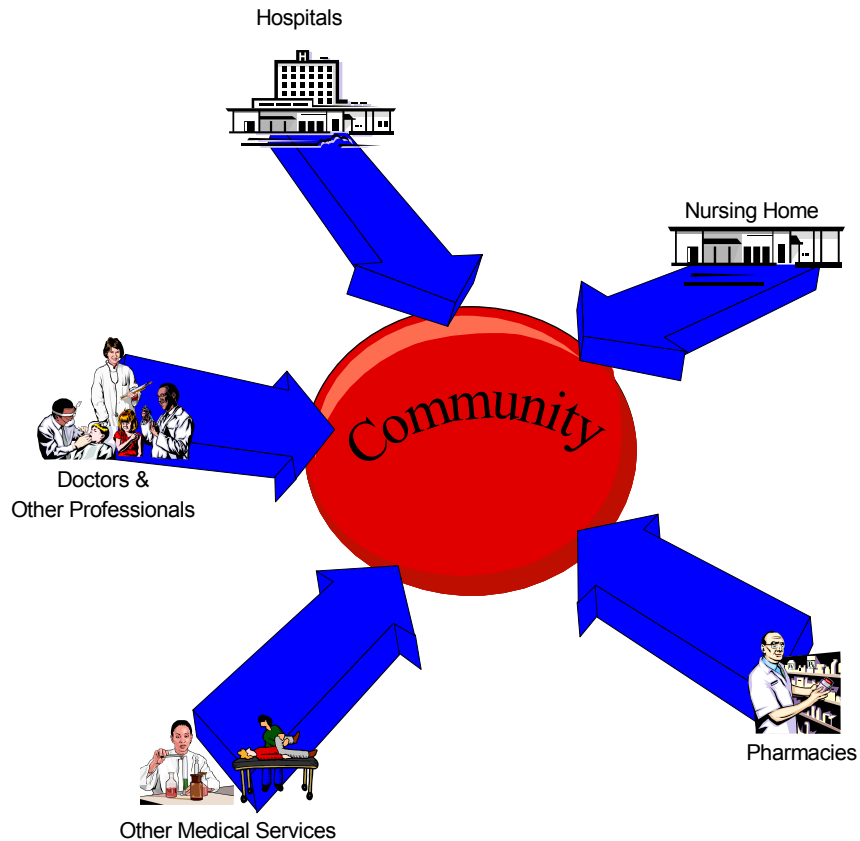 Hospitals
Nursing Home
Community
Doctors &
Other Professionals
Pharmacies
Other Medical Services